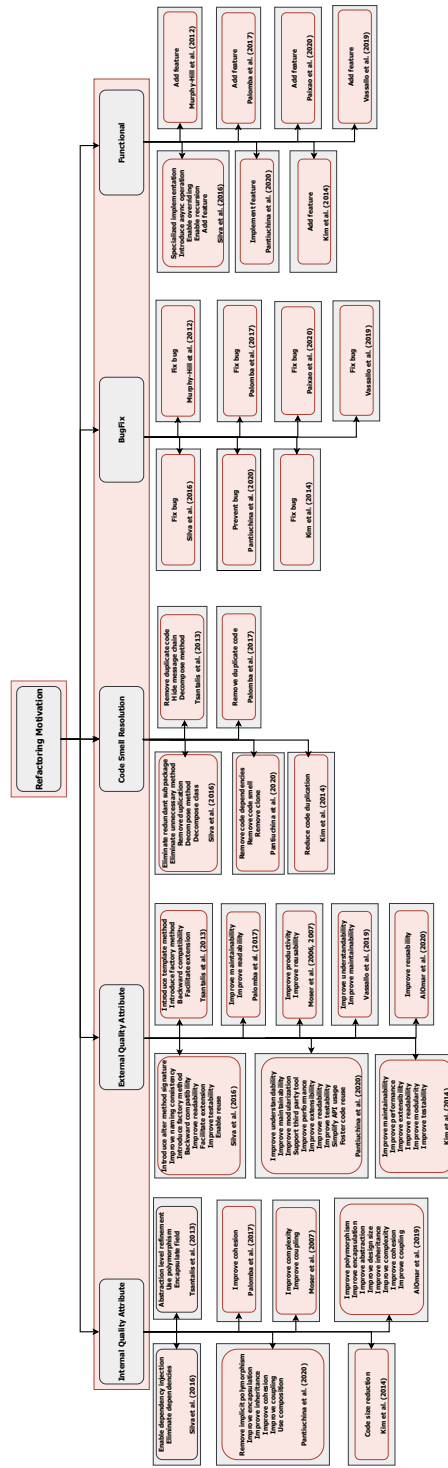 Refactoring Motivation
Internal Quality Attribute
External Quality Attribute
Code Smell Resolution
BugFix
Functional
Enable dependency injection
Eliminate dependencies
Silva et al. (2016)
Abstraction level refinement
Use polymorphism
Encapsulate field
Tsantalis et al. (2013)
Remove implicit polymorphism
Improve encapsulation
Improve inheritance
Improve cohesion
Improve coupling
Use composition
Pantiuchina et al. (2020)
Improve cohesion
Palomba et al. (2017)
Improve complexity
Improve coupling
Moser et al. (2007)
Code size reduction
Kim et al. (2014)
Improve polymorphism
Improve encapsulation
Improve abstraction
Improve design size
Improve inheritance
Improve complexity
Improve cohesion
Improve coupling
AlOmar et al. (2019)
Introduce alter method signature
Improve naming consistency
Introduce factory method
Backward compatibility
Improve readability
Facilitate extension
Improve testability
Enable reuse
Silva et al. (2016)
Intoduce template method
Introduce factory method
Backward compatibility
Facilitate extension
Tsantalis et al. (2013)
Improve understandability
Improve maintainability
Improve modularization
Support third party tool
Improve performance
Improve extensibility
Improve readability
Improve testability
Simplify API usage
Foster code reuse
Pantiuchina et al. (2020)
Improve maintainability
Improve readability
Palomba et al. (2017)
Improve productivity
Improve reusability
Moser et al. (2006, 2007)
Improve understandability
Improve maintainability
Vassallo et al. (2019)
Improve maintainability
Improve performance
Improve extensibility
Improve readability
Improve modularity
Improve testability
Kim et al. (2014)
Improve reusability
AlOmar et al. (2020)
Eliminate redundant subpackage
Eliminate unnecessary method
Remove duplication
Decompose method
Decompose class
Silva et al. (2016)
Remove duplicate code
Hide message chain
Decompose method
Tsantalis et al. (2013)
Remove code dependencies
Remove code smell
Remove clone
Pantiuchina et al. (2020)
Remove duplicate code
Palomba et al. (2017)
Reduce code duplication
Kim et al. (2014)
Fix bug
Silva et al. (2016)
Fix bug
Murphy-Hill et al. (2012)
Prevent bug
Pantiuchina et al. (2020)
Fix bug
Palomba et al. (2017)
Fix bug
Kim et al. (2014)
Fix bug
Paixao et al. (2020)
Fix bug
Vassallo et al. (2019)
Specialized implementation
Introduce async operation
Enable overriding
Enable recursion
Add feature
Silva et al. (2016)
Add feature
Murphy-Hill et al. (2012)
Implement feature
Pantiuchina et al. (2020)
Add feature
Palomba et al. (2017)
Add feature
Kim et al. (2014)
Add feature
Paixao et al. (2020)
Add feature
Vassallo et al. (2019)